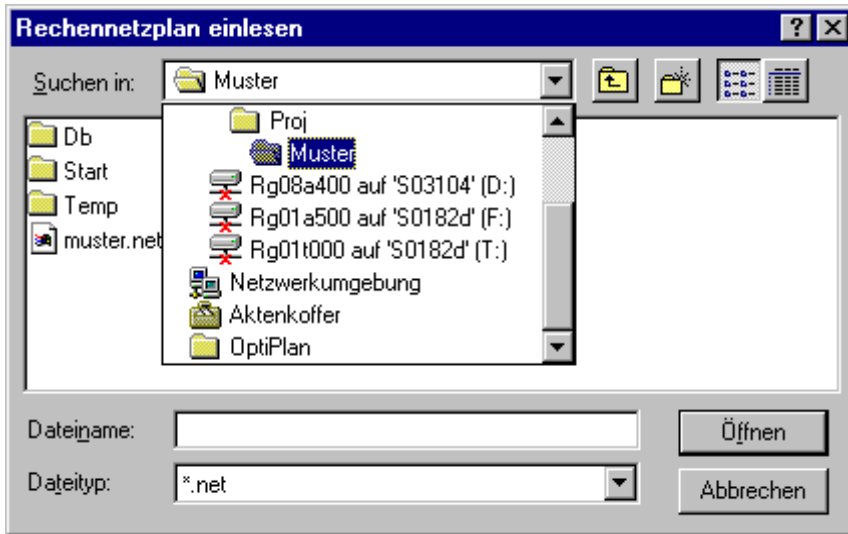 Rechennetzplan einlesen
Suchen in: Muster
Proj
Muster
Rg08a400 auf 'S03104' (D:)
Rg01a500 auf 'S0182d' (F:)
Rg01t000 auf 'S0182d' (T:)
Netzwerkumgebung
Aktenkoffer
OptiPlan
Db
Start
Temp
muster.net
Dateiname:
Öffnen
Dateityp: *.net
Abbrechen